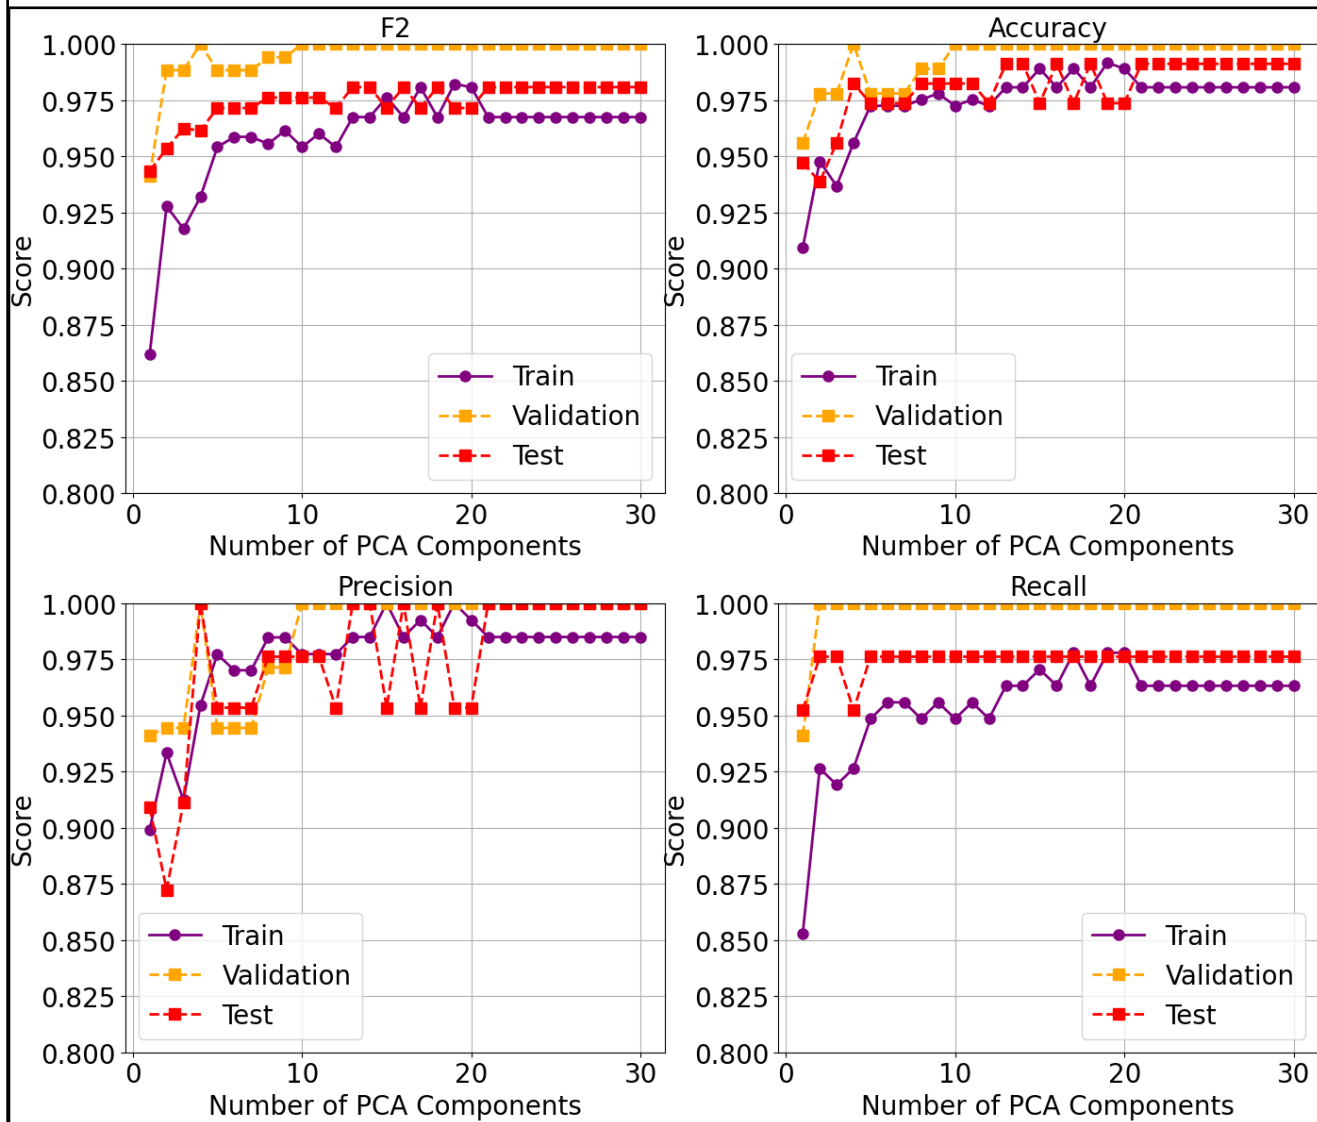 F2
1.000
0.975
0.950
0.925
0.900
0.875
0.850
0.825
0.800
Score
0 10 20 30
Number of PCA Components
Train
Validation
Test
Accuracy
1.000
0.975
0.950
0.925
0.900
0.875
0.850
0.825
0.800
Score
0 10 20 30
Number of PCA Components
Train
Validation
Test
Precision
1.000
0.975
0.950
0.925
0.900
0.875
0.850
0.825
0.800
Score
0 10 20 30
Number of PCA Components
Train
Validation
Test
Recall
1.000
0.975
0.950
0.925
0.900
0.875
0.850
0.825
0.800
Score
0 10 20 30
Number of PCA Components
Train
Validation
Test